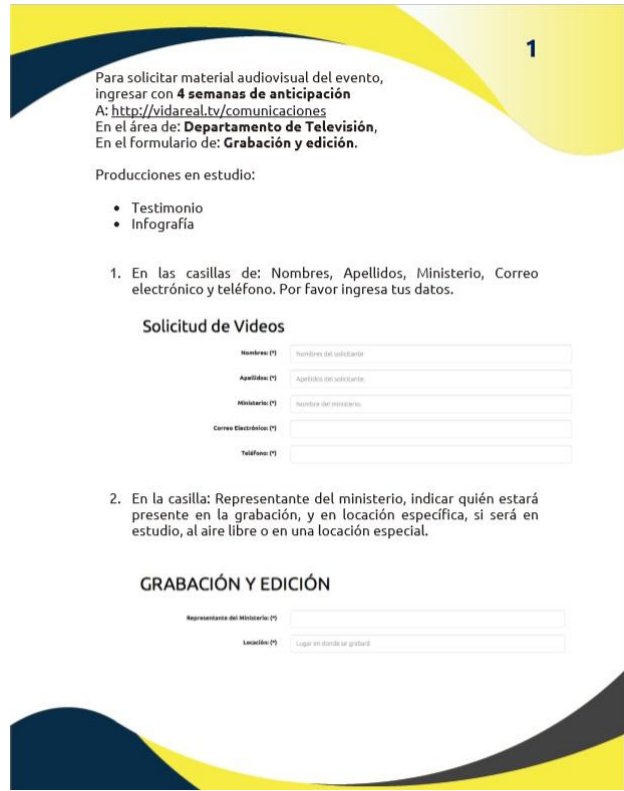 1
Para solicitar material audiovisual del evento,
ingresar con 4 semanas de anticipación
A: http://vidareal.tv/comunicaciones
En el área de: Departamento de Televisión,
En el formulario de: Grabación y edición.
Producciones en estudio:
• Testimonio
• Infografía
1. En las casillas de: Nombres, Apellidos, Ministerio, Correo
electrónico y teléfono. Por favor ingresa tus datos.
Solicitud de Videos
Nombres: (*) Nombres del solicitante
Apellidos: (*) Apellidos del solicitante.
Ministerio: (*) Nombre del ministerio.
Correo Electrónico: (*)
Teléfono: (*)
2. En la casilla: Representante del ministerio, indicar quién estará
presente en la grabación, y en locación específica, si será en
estudio, al aire libre o en una locación especial.
GRABACIÓN Y EDICIÓN
Representante del Ministerio: (*)
Locación: (*) Lugar en donde se grabará